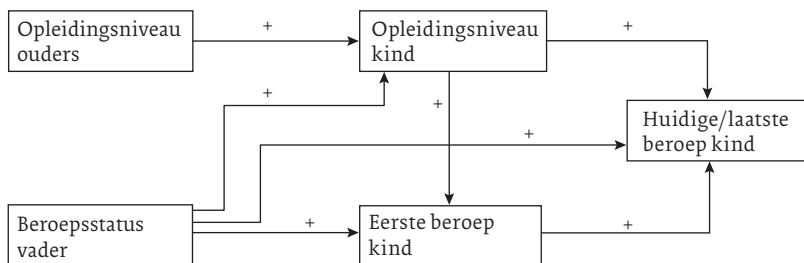 Opleidingsniveau
ouders
+
Opleidingsniveau
kind
+
+
+
+
Huidige/laatste
beroep kind
Beroepsstatus
vader
+
Eerste beroep
kind
+